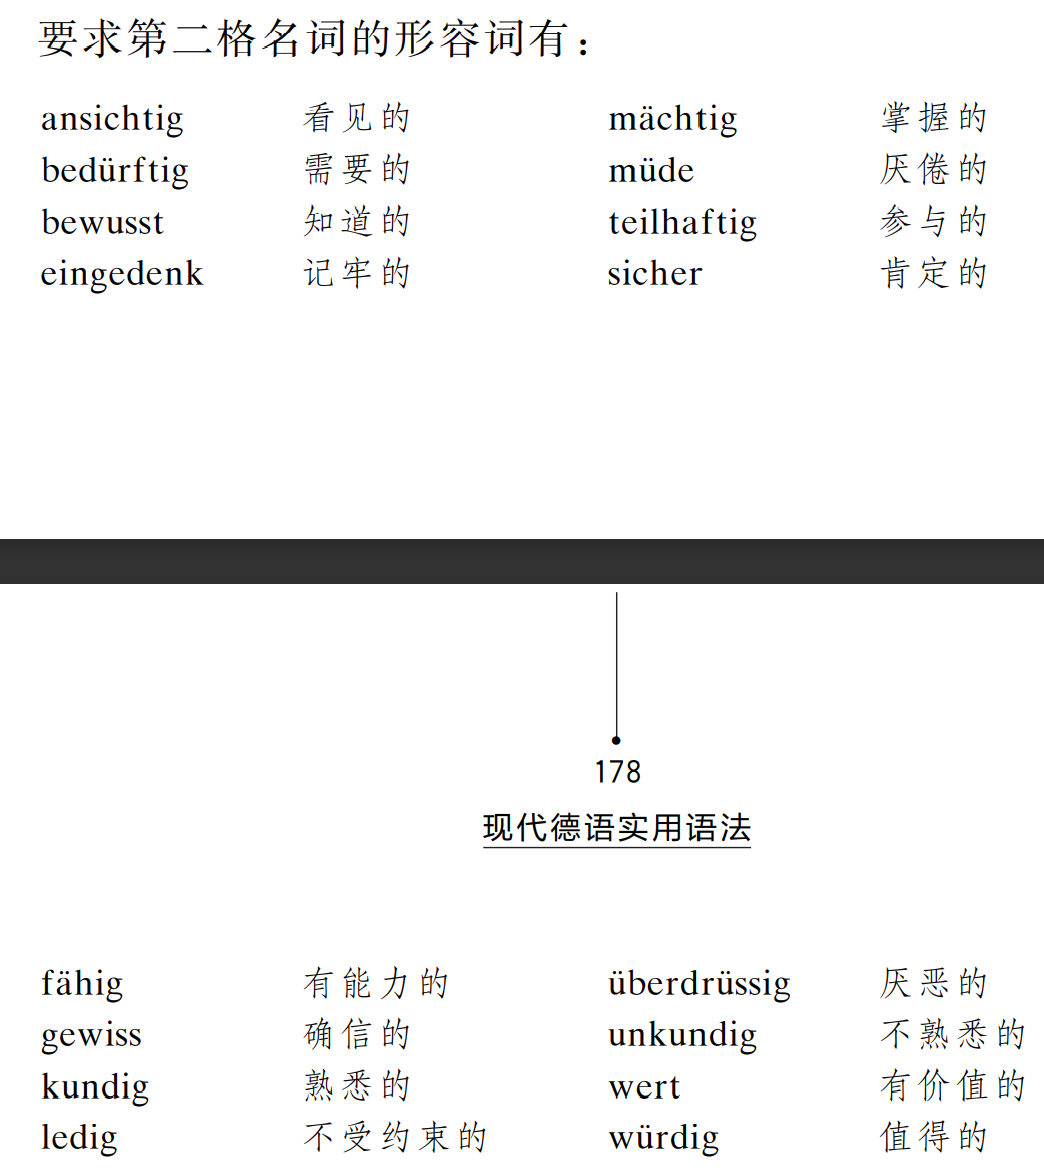 要求第二格名词的形容词有：
ansichtig 看见的 mächtig 掌握的
bedürftig 需要的 müde 厌倦的
bewusst 知道的 teilhaftig 参与的
eingedenk 记牢的 sicher 肯定的
178
现代德语实用语法
fähig 有能力的 überdrüssig 厌恶的
gewiss 确信的 unkundig 不熟悉的
kundig 熟悉的 wert 有价值的
ledig 不受约束的 würdig 值得的